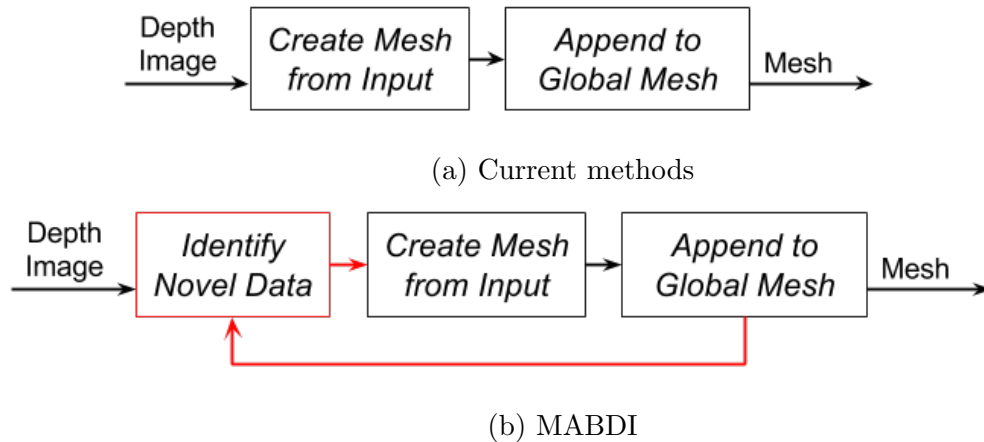 Depth
Image
Create Mesh
from Input
Append to
Global Mesh
Mesh
(a) Current methods
Depth
Image
Identify
Novel Data
Create Mesh
from Input
Append to
Global Mesh
Mesh
(b) MABDI